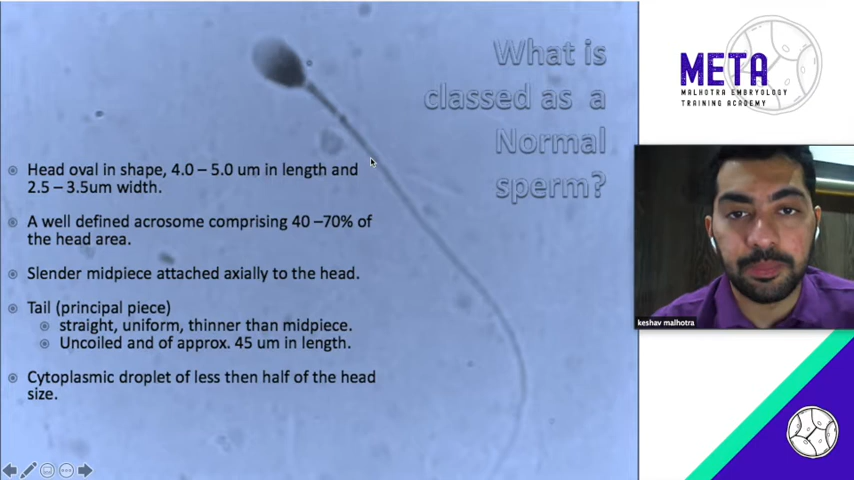 What is
classed as a
Normal
sperm?
Head oval in shape, 4.0 – 5.0 um in length and
2.5 – 3.5um width.
A well defined acrosome comprising 40 –70% of
the head area.
Slender midpiece attached axially to the head.
Tail (principal piece)
straight, uniform, thinner than midpiece.
Uncoiled and of approx. 45 um in length.
Cytoplasmic droplet of less then half of the head
size.
META
MALHOTRA EMBRYOLOGY
TRAINING ACADEMY
keshav malhotra